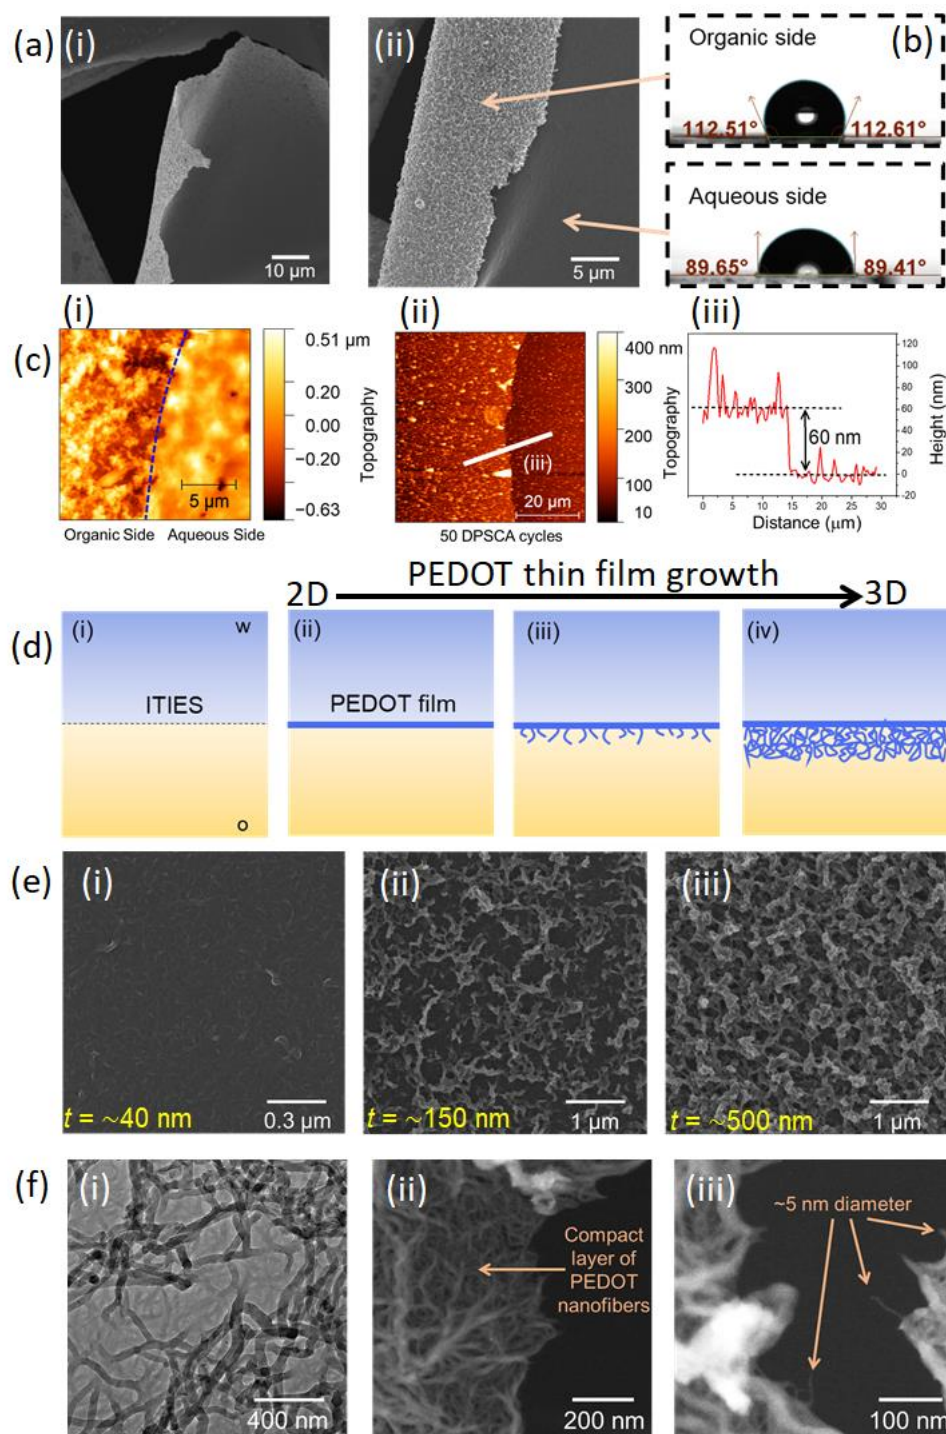 (a)
(i)
10 µm
(ii)
5 µm
(b)
Organic side
112.51°
112.61°
Aqueous side
89.65°
89.41°
(c)
(i)
5 µm
Organic Side
Aqueous Side
0.51 µm
0.20
0.00
−0.20
−0.63
Topography
(ii)
(iii)
20 µm
50 DPSCA cycles
400 nm
300
200
100
10
Topography
(iii)
60 nm
120
100
80
60
40
20
0
-20
Height (nm)
0 5 10 15 20 25 30
Distance (µm)
PEDOT thin film growth
2D
3D
(d)
(i)
w
ITIES
o
(ii)
PEDOT film
(iii)
(iv)
(e)
(i)
t = ~40 nm
0.3 µm
(ii)
t = ~150 nm
1 µm
(iii)
t = ~500 nm
1 µm
(f)
(i)
400 nm
(ii)
Compact
layer of
PEDOT
nanofibers
200 nm
(iii)
~5 nm diameter
100 nm